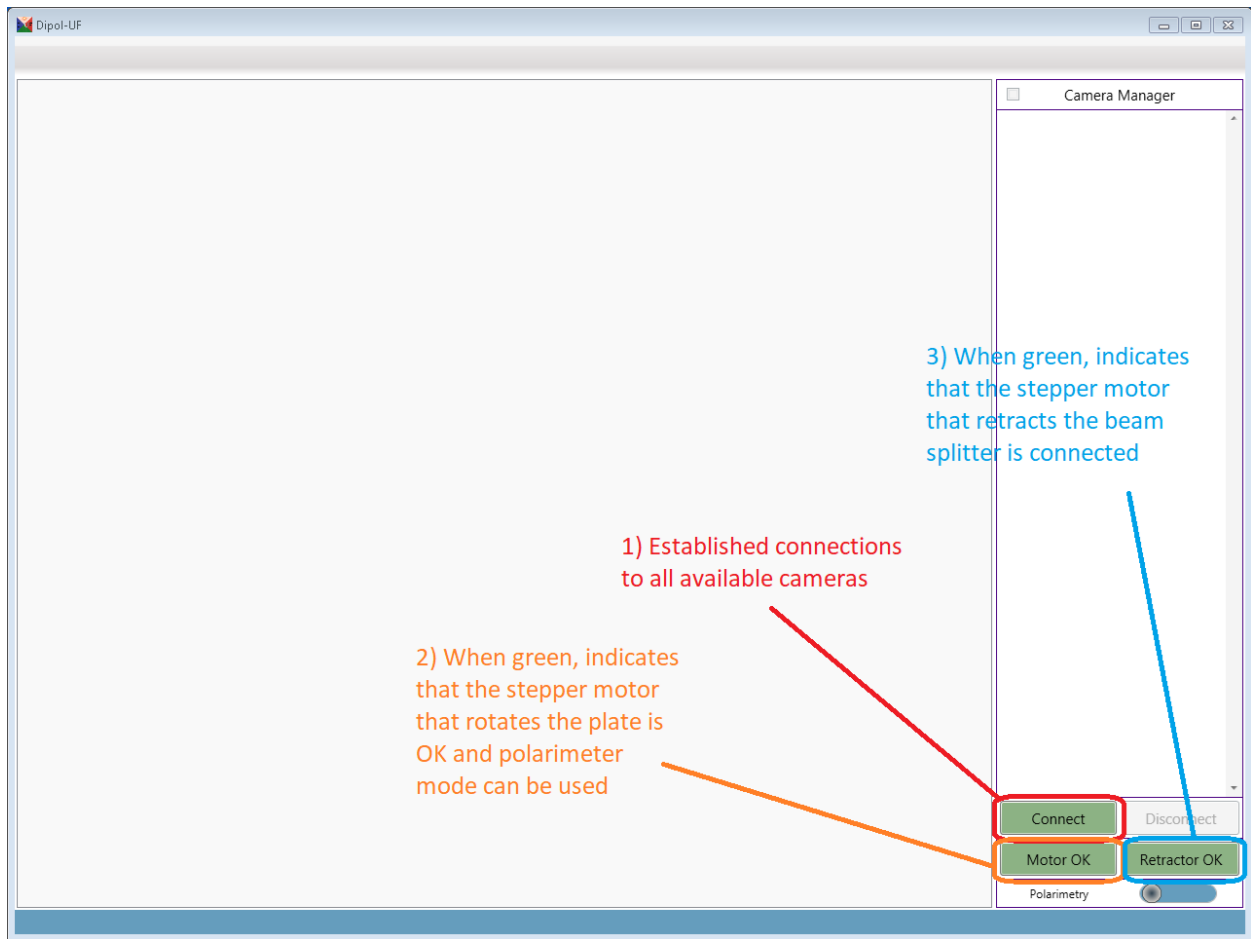 Dipol-UF
Camera Manager
3) When green, indicates
that the stepper motor
that retracts the beam
splitter is connected
1) Established connections
to all available cameras
2) When green, indicates
that the stepper motor
that rotates the plate is
OK and polarimeter
mode can be used
Connect
Disconnect
Motor OK
Retractor OK
Polarimetry